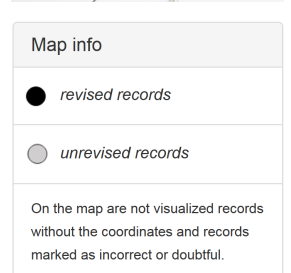 Map info
revised records
unrevised records
On the map are not visualized records
without the coordinates and records
marked as incorrect or doubtful.